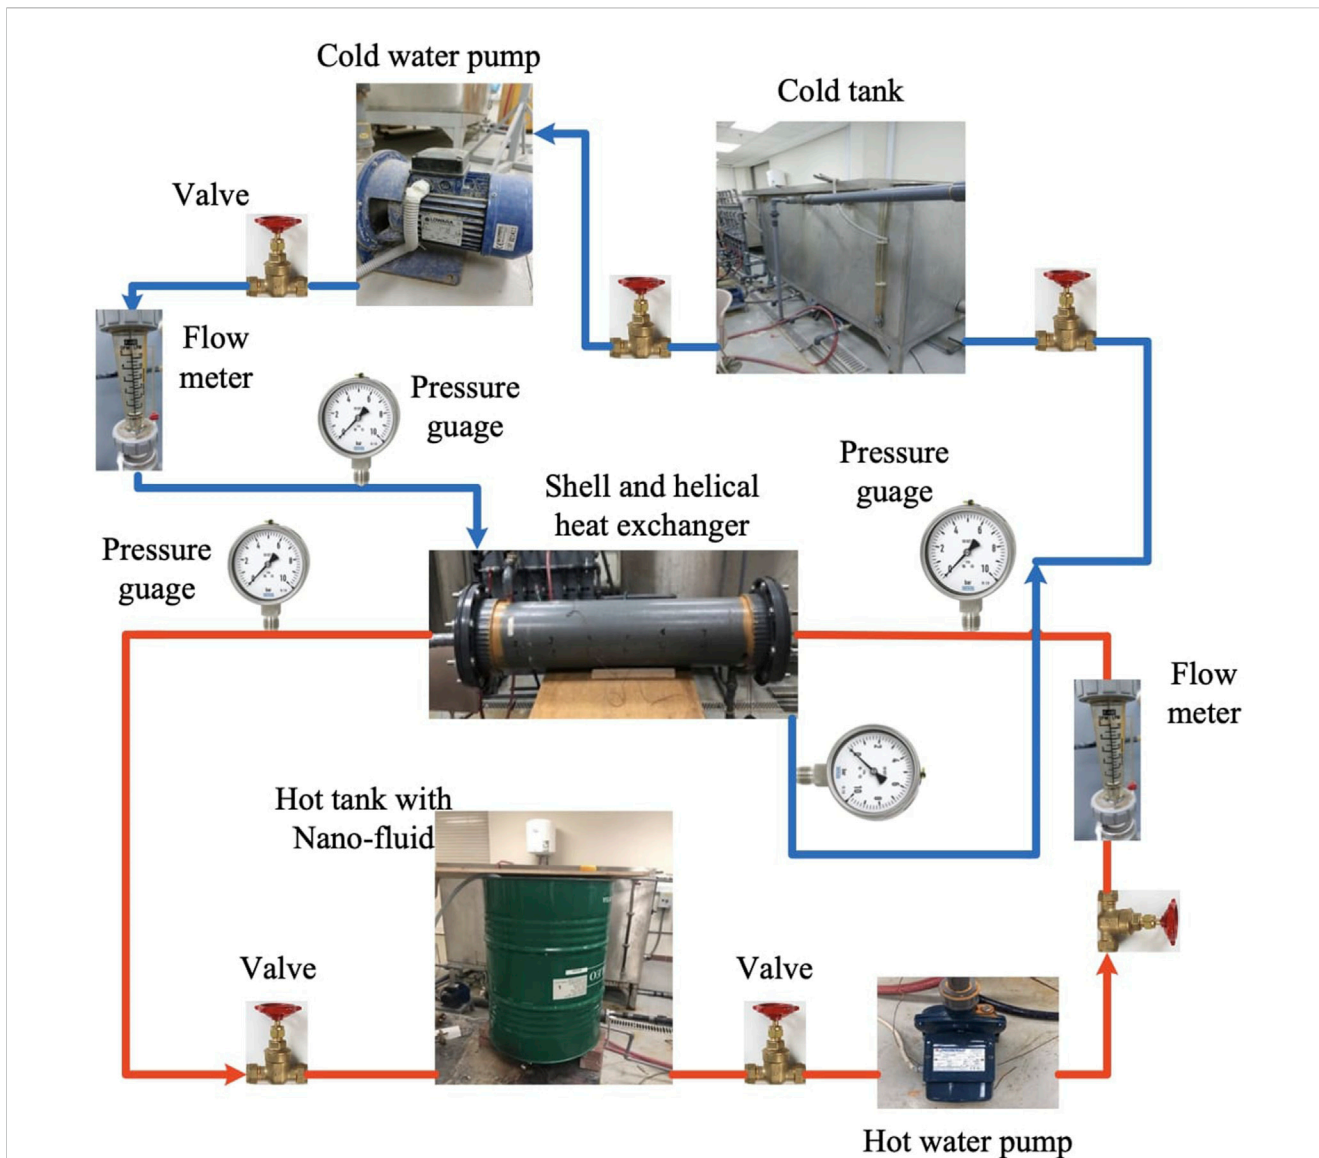 Cold water pump
Cold tank
Valve
Flow
meter
Pressure
guage
Pressure
guage
Shell and helical
heat exchanger
Pressure
guage
Flow
meter
Hot tank with
Nano-fluid
Valve
Valve
Hot water pump